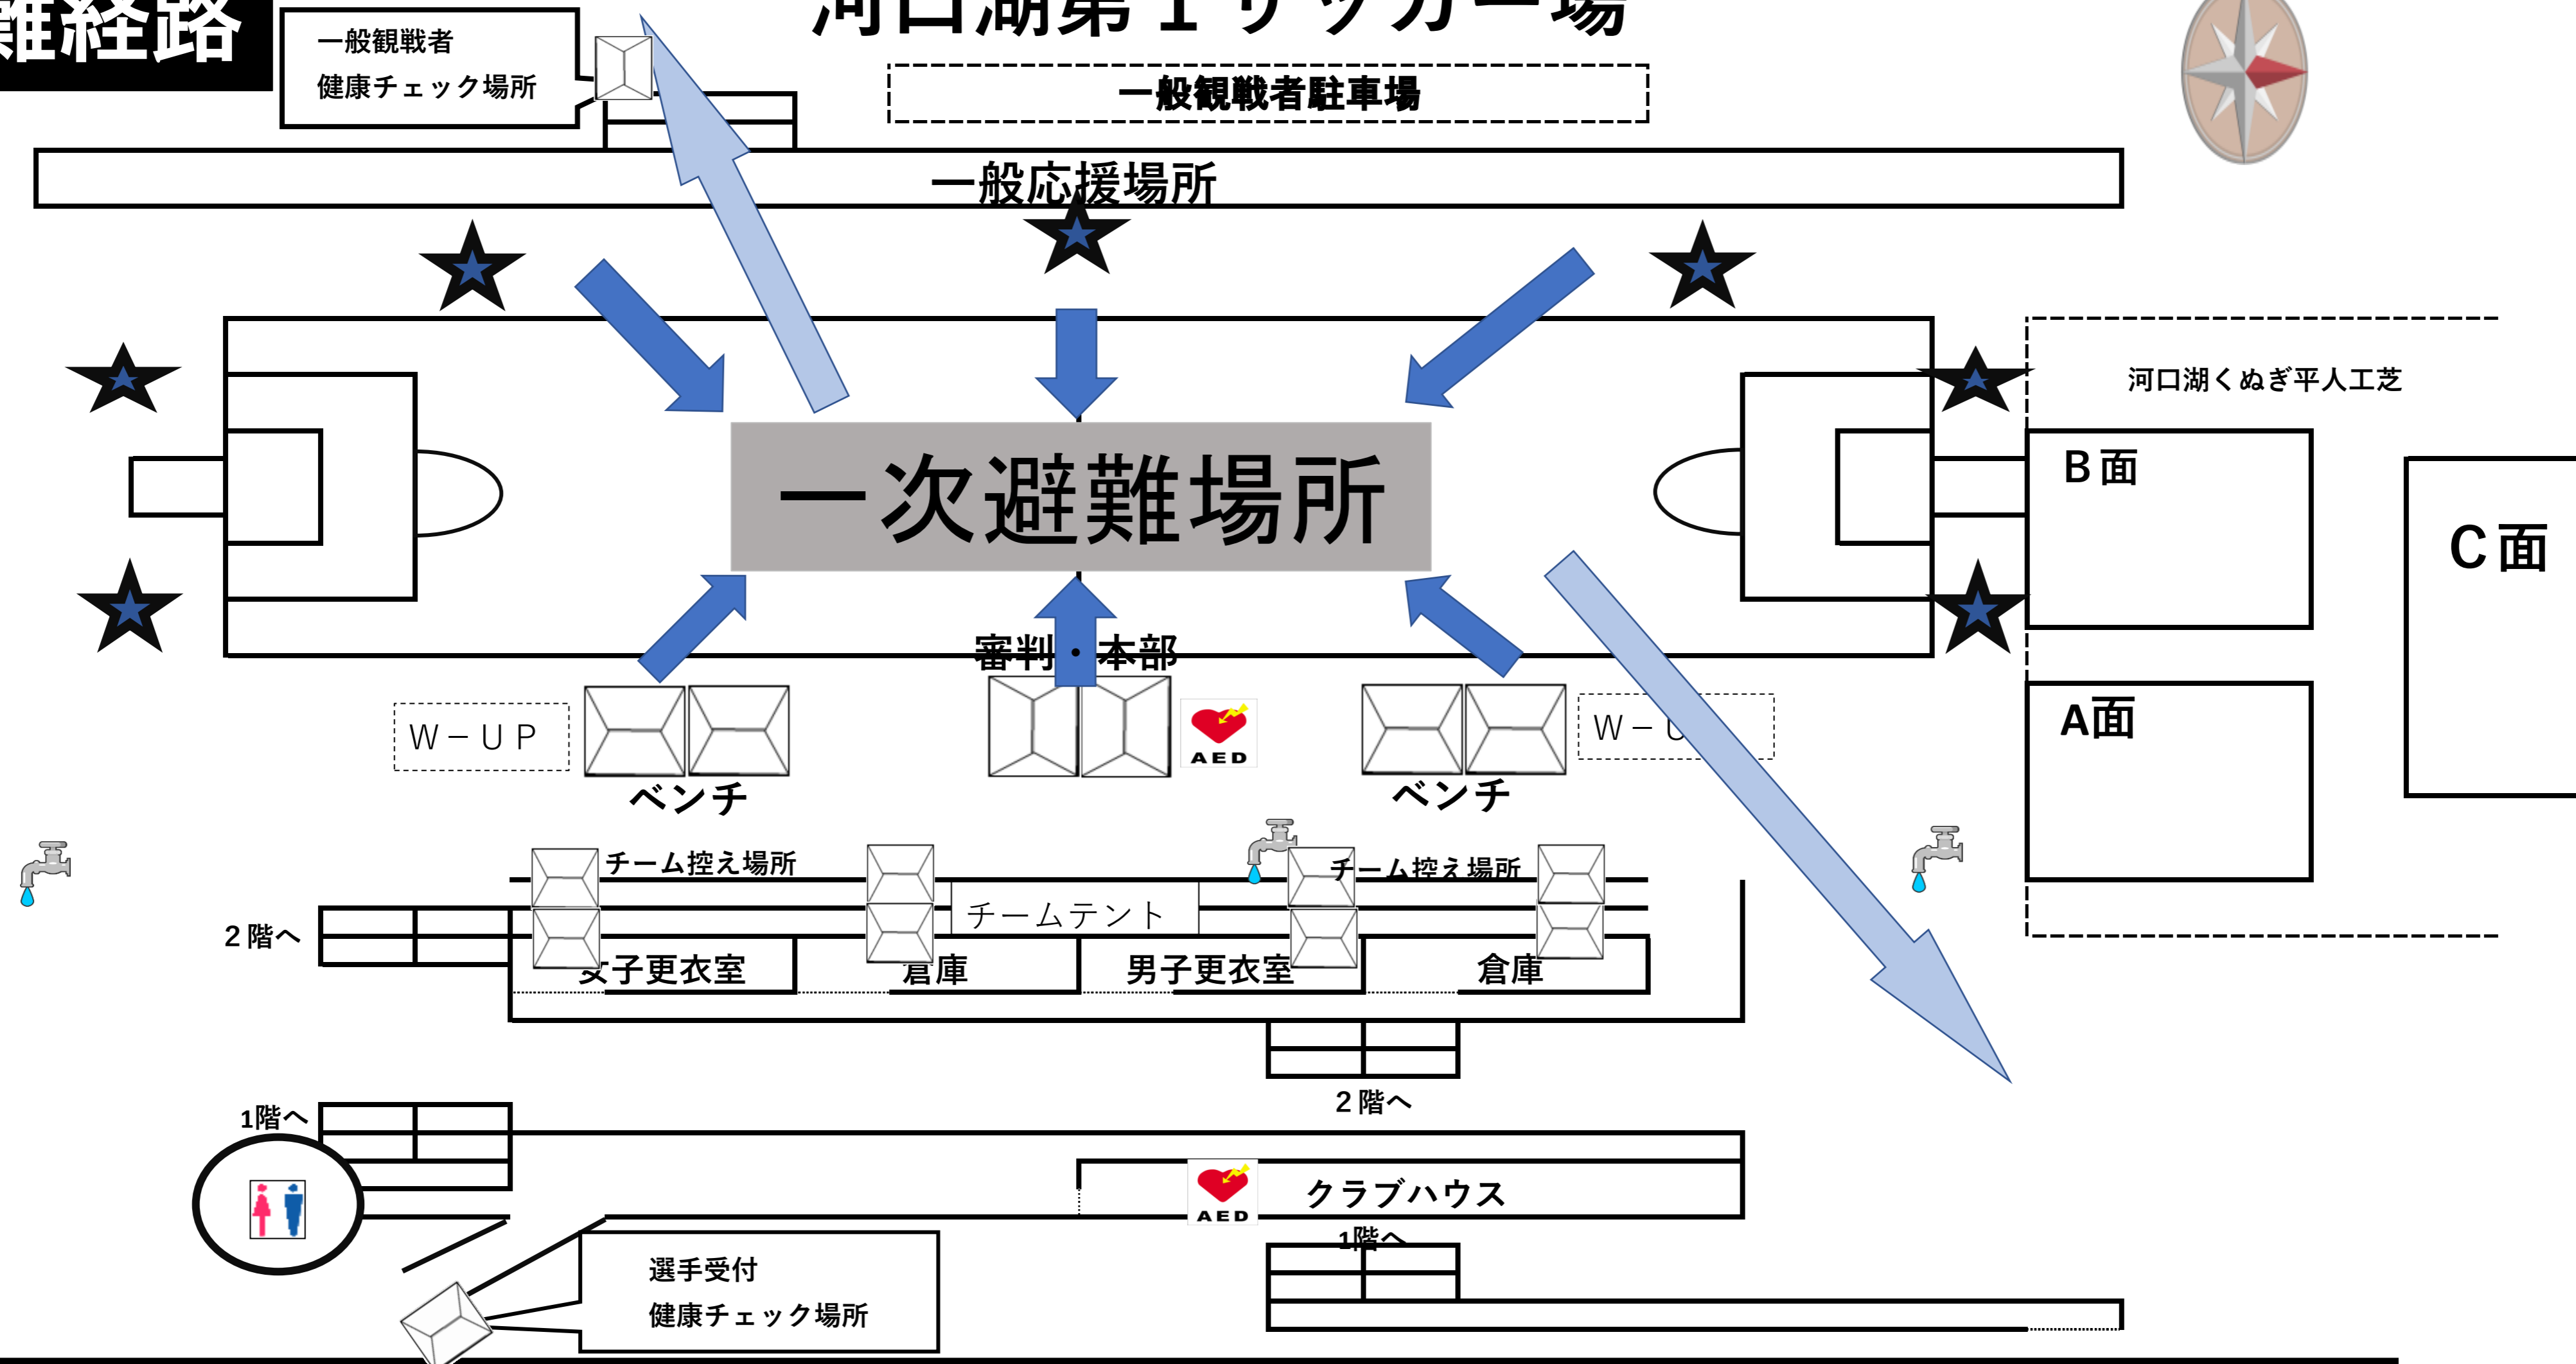 難経路
河口湖第１サッカー場
一般観戦者
健康チェック場所
一般観戦者駐車場
一般応援場所
河口湖くぬぎ平人工芝
Ｂ面
一次避難場所
Ｃ面
審判・本部
A面
Ｗ－ＵＰ
AED
Ｗ－Ｕ
ベンチ
ベンチ
チーム控え場所
チーム控え場所
チームテント
２階へ
女子更衣室
倉庫
男子更衣室
倉庫
２階へ
1階へ
AED
クラブハウス
1階へ
選手受付
健康チェック場所